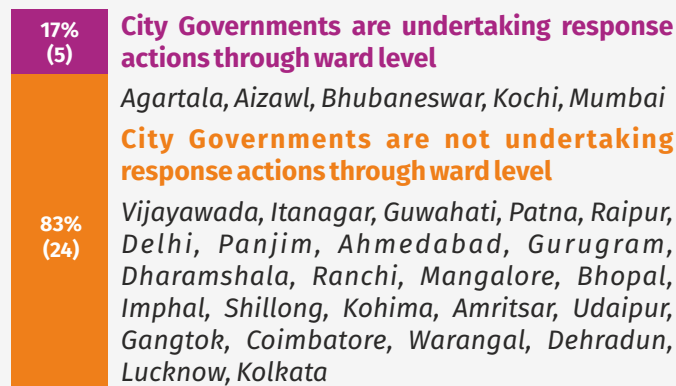 17%
(5)
City Governments are undertaking response
actions through ward level
Agartala, Aizawl, Bhubaneswar, Kochi, Mumbai
83%
(24)
City Governments are not undertaking
response actions through ward level
Vijayawada, Itanagar, Guwahati, Patna, Raipur,
Delhi, Panjim, Ahmedabad, Gurugram,
Dharamshala, Ranchi, Mangalore, Bhopal,
Imphal, Shillong, Kohima, Amritsar, Udaipur,
Gangtok, Coimbatore, Warangal, Dehradun,
Lucknow, Kolkata